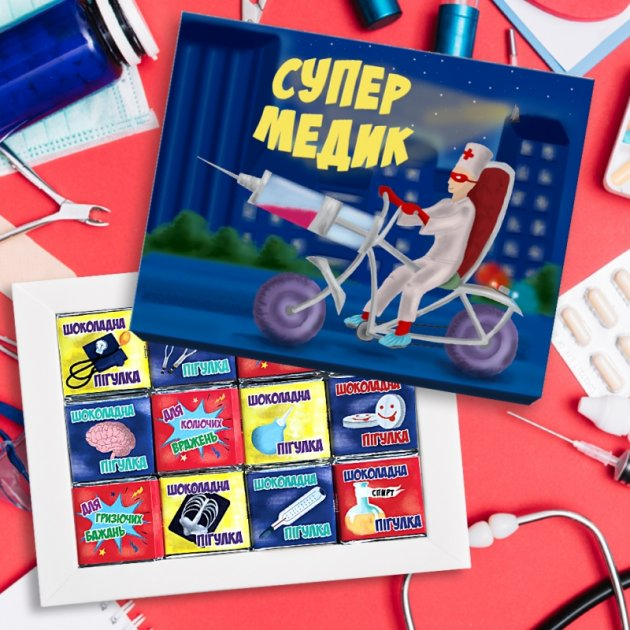 СУПЕР
МЕДИК
ШОКОЛАДНА
ПІГУЛКА
ПІГУЛКА
ШОКОЛАДНА
ПІГУЛКА
ДЛЯ
КОЛЮЧИХ
ВРАЖЕНЬ
ШОКОЛАДНА
ПІГУЛКА
ШОКОЛАДНА
ПІГУЛКА
ДЛЯ
ГРИЗЮЧИХ
БАЖАНЬ
ШОКОЛАДНА
ПІГУЛКА
ШОКОЛАДНА
ПІГУЛКА
ШОКОЛАДНА
СПИРТ
ПІГУЛКА